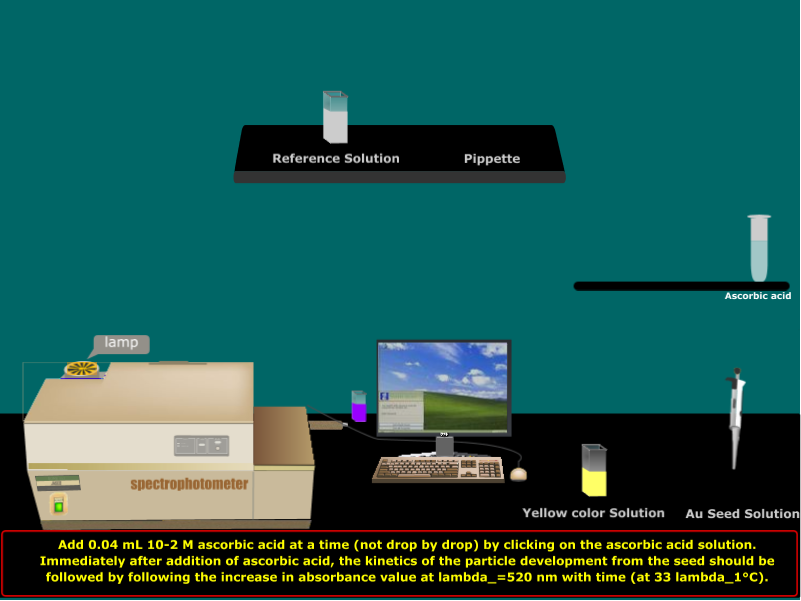 Reference Solution
Pippette
Ascorbic acid
lamp
spectrophotometer
Yellow color Solution
Au Seed Solution
Add 0.04 mL 10-2 M ascorbic acid at a time (not drop by drop) by clicking on the ascorbic acid solution.
Immediately after addition of ascorbic acid, the kinetics of the particle development from the seed should be
followed by following the increase in absorbance value at lambda_=520 nm with time (at 33 lambda_1°C).